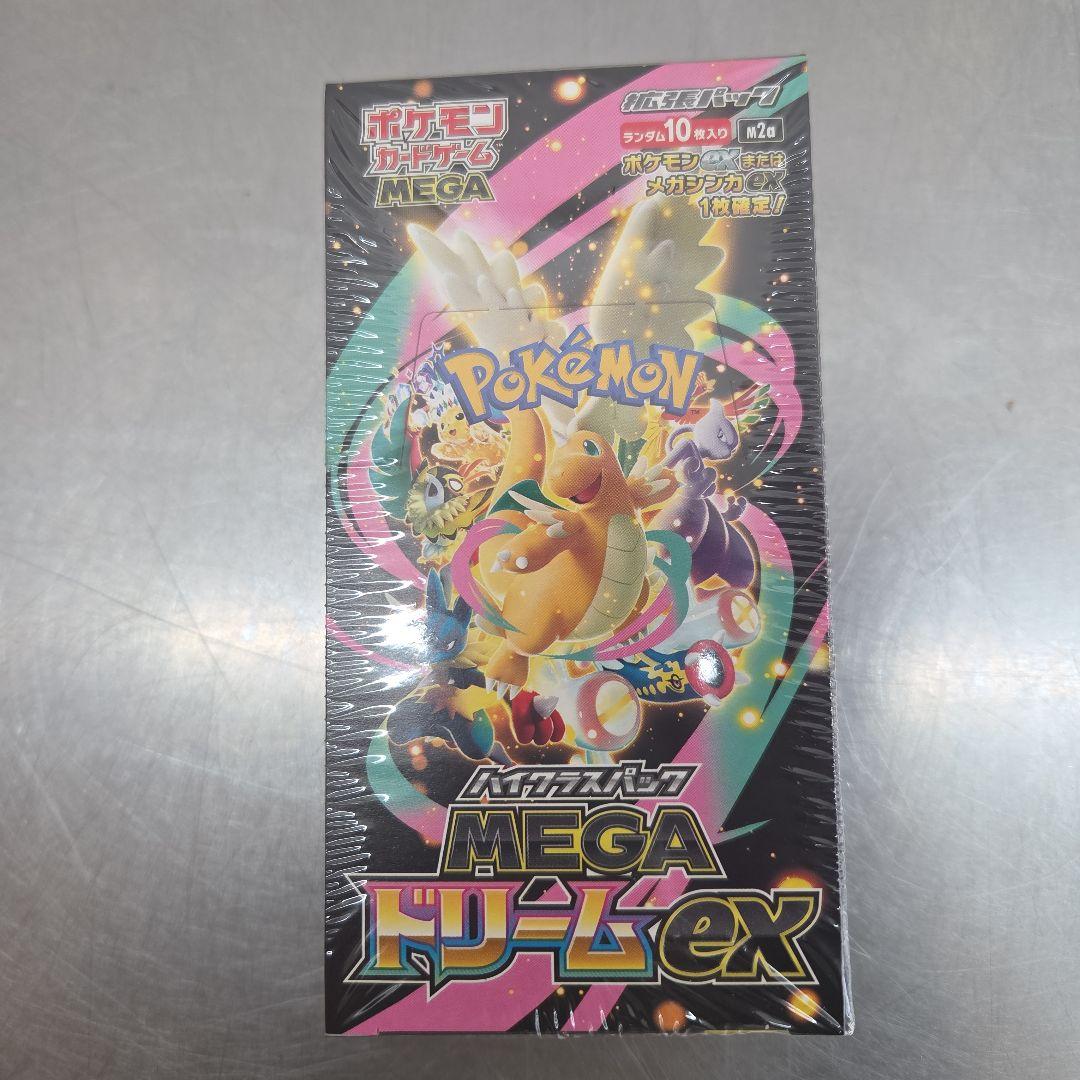 ポケモン
カードゲーム™
MEGA
拡張パック
ランダム10枚入り M2a
ポケモンexまたは
メガシンカex
1枚確定!
POKéMON™
ハイクラスパック
MEGA
ドリームex